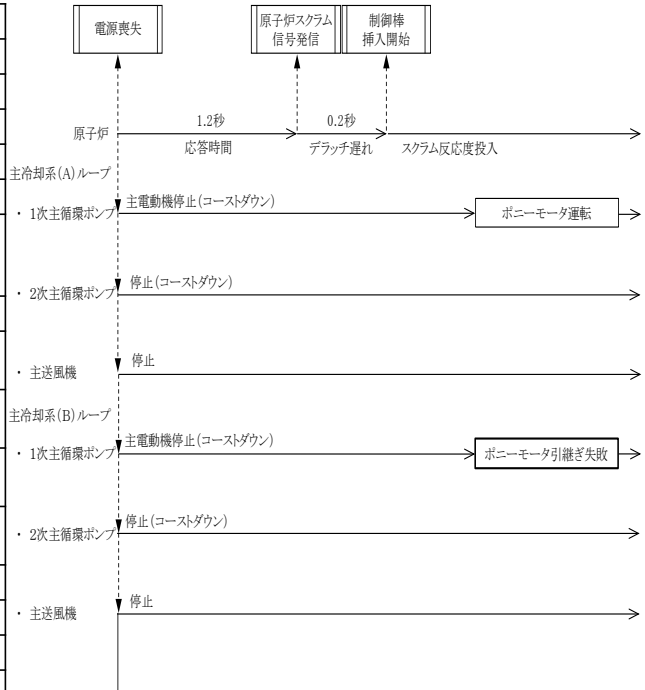 電源喪失
原子炉スクラム
信号発信
制御棒
挿入開始
1.2秒
0.2秒
原子炉
応答時間
デラッチ遅れ
スクラム反応度投入
主冷却系(A)ループ
・ 1次主循環ポンプ
主電動機停止(コーストダウン)
ポニーモータ運転
・ 2次主循環ポンプ
停止(コーストダウン)
・ 主送風機
停止
主冷却系(B)ループ
・ 1次主循環ポンプ
主電動機停止(コーストダウン)
ポニーモータ引継ぎ失敗
・ 2次主循環ポンプ
停止(コーストダウン)
・ 主送風機
停止